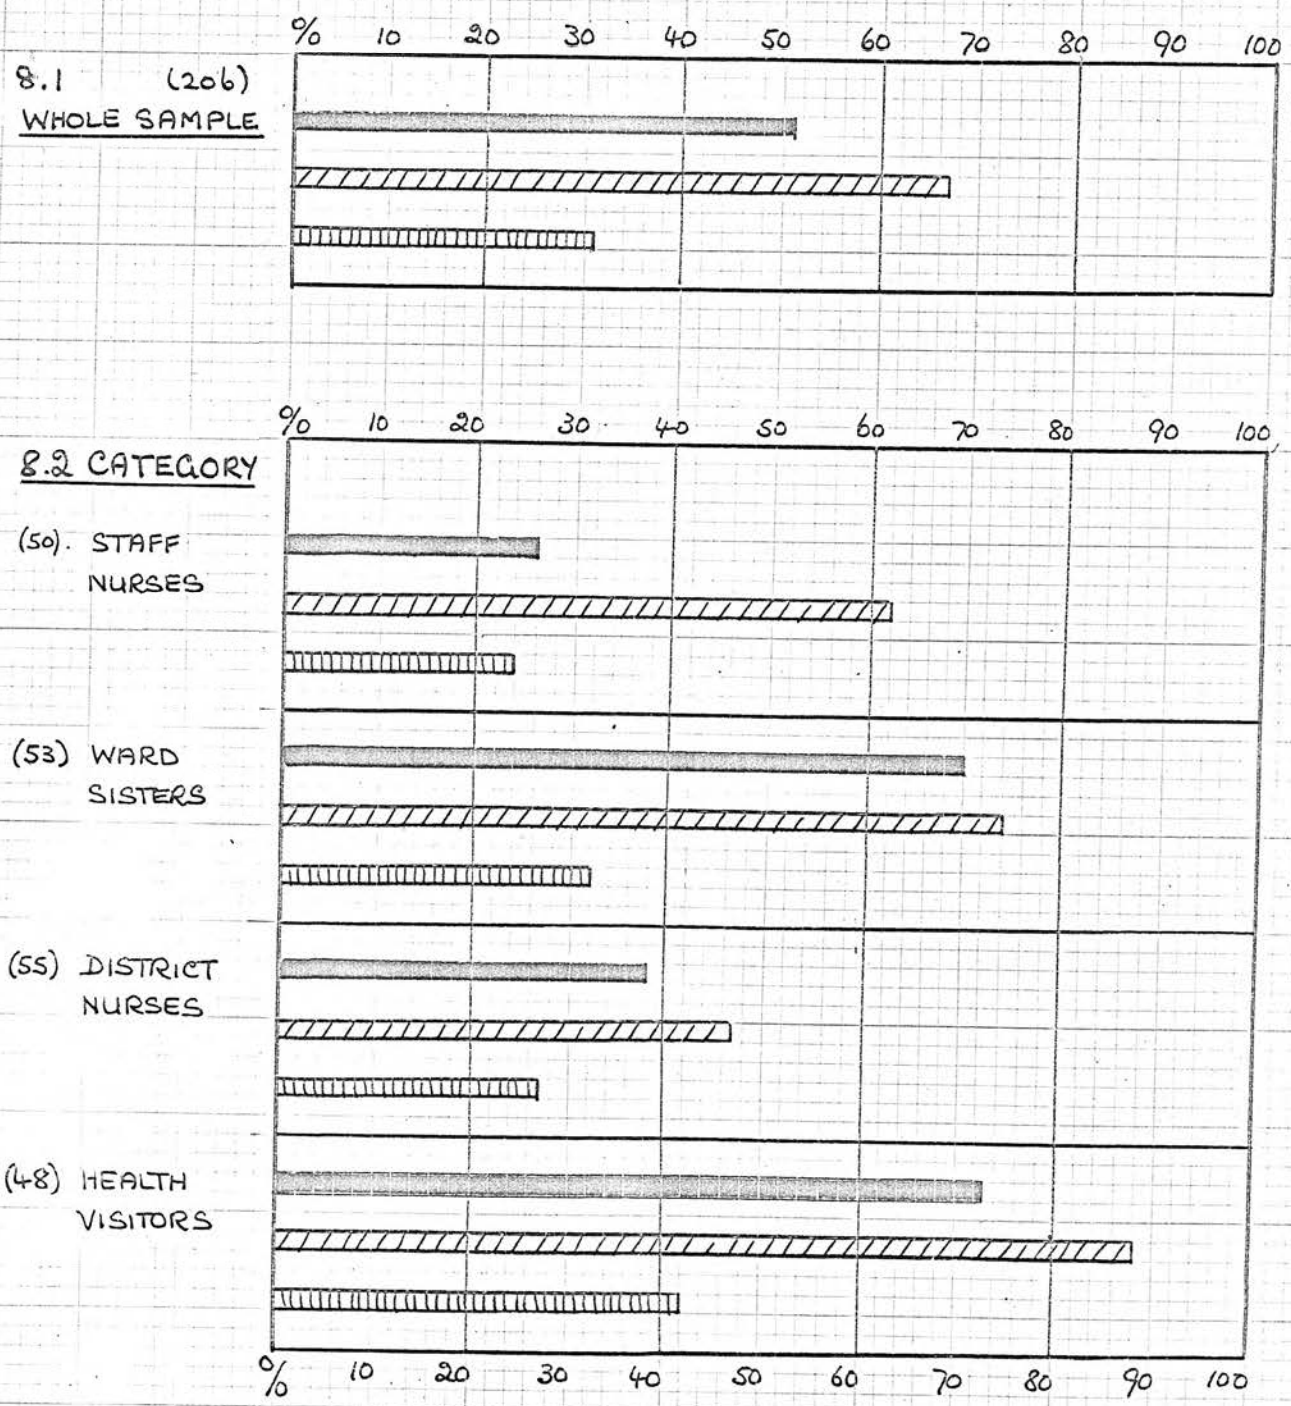 % 10 20 30 40 50 60 70 80 90 100
8.1 (206)
WHOLE SAMPLE
% 10 20 30 40 50 60 70 80 90 100
8.2 CATEGORY
(50). STAFF
NURSES
(53) WARD
SISTERS
(55) DISTRICT
NURSES
(48) HEALTH
VISITORS
% 10 20 30 40 50 60 70 80 90 100